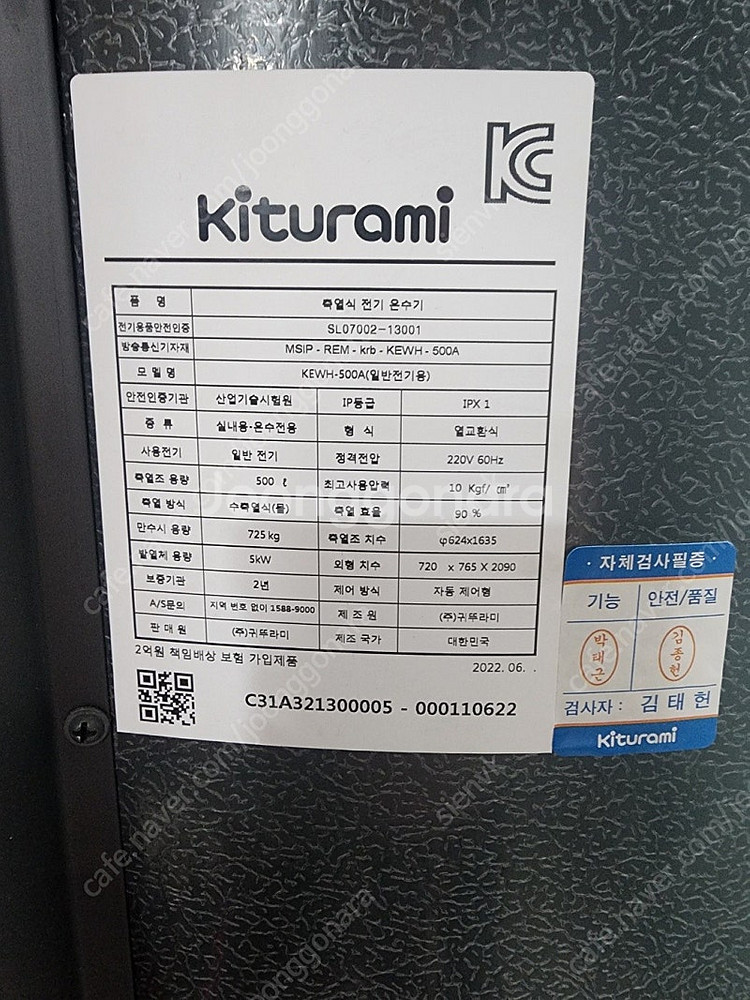 KC
Kiturami
품 명 축열식 전기 온수기
전기용품안전인증 SL07002-13001
방송통신기자재 MSIP - REM - krb - KEWH - 500A
모 델 명 KEWH-500A(일반전기용)
안전인증기관 산업기술시험원 IP등급 IPX 1
종 류 실내용·온수전용 형 식 열교환식
사용전기 일반 전기 정격전압 220V 60Hz
축열조 용량 500 ℓ 최고사용압력 10 Kgf/ ㎠
축열 방식 수축열식(물) 축열 효율 90 %
만수시 용량 725kg 축열조 치수 φ624x1635
발열체 용량 5kW 외형 치수 720 x 765 X 2090
보증기관 2년 제어 방식 자동 제어형
A/S문의 지역 번호 없이 1588-9000 제 조 원 (주)귀뚜라미
판 매 원 (주)귀뚜라미 제조 국가 대한민국
2억원 책임배상 보험 가입제품
2022. 06. .
C31A321300005 - 000110622
· 자체검사필증 ·
기능 안전/품질
박태근 김종헌
검사자 : 김 태 헌
Kiturami
Joonggonara
cafe.naver.com/joonggonara